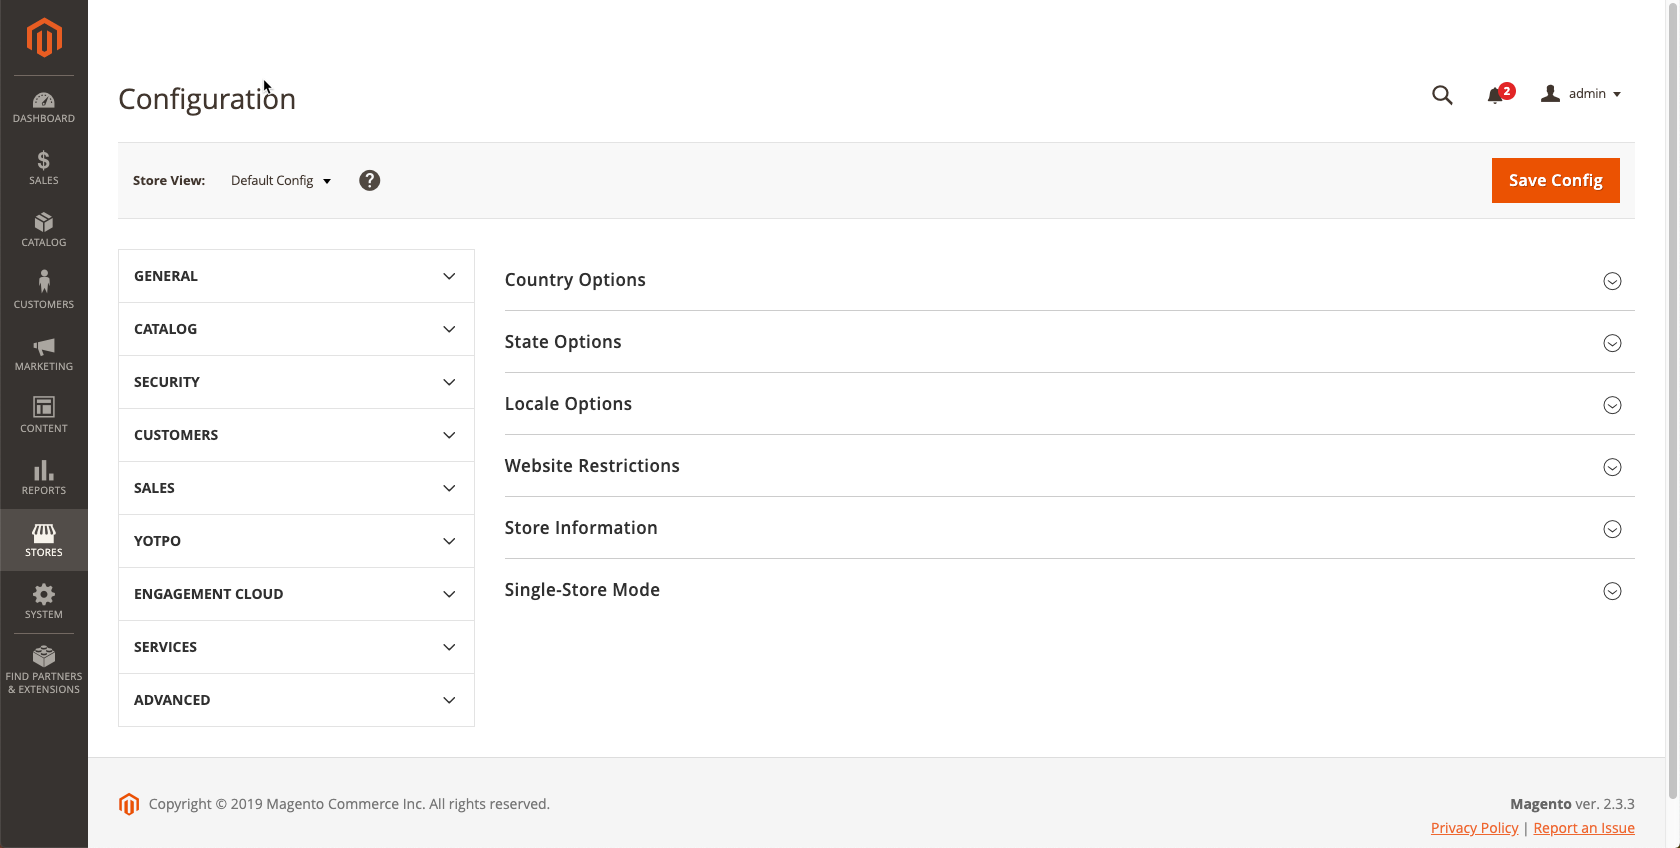 DASHBOARD
SALES
CATALOG
CUSTOMERS
MARKETING
CONTENT
REPORTS
STORES
SYSTEM
FIND PARTNERS
& EXTENSIONS
Configuration
2
admin
Store View: Default Config ?
Save Config
GENERAL
CATALOG
SECURITY
CUSTOMERS
SALES
YOTPO
ENGAGEMENT CLOUD
SERVICES
ADVANCED
Country Options
State Options
Locale Options
Website Restrictions
Store Information
Single-Store Mode
Copyright © 2019 Magento Commerce Inc. All rights reserved.
Magento ver. 2.3.3
Privacy Policy | Report an Issue